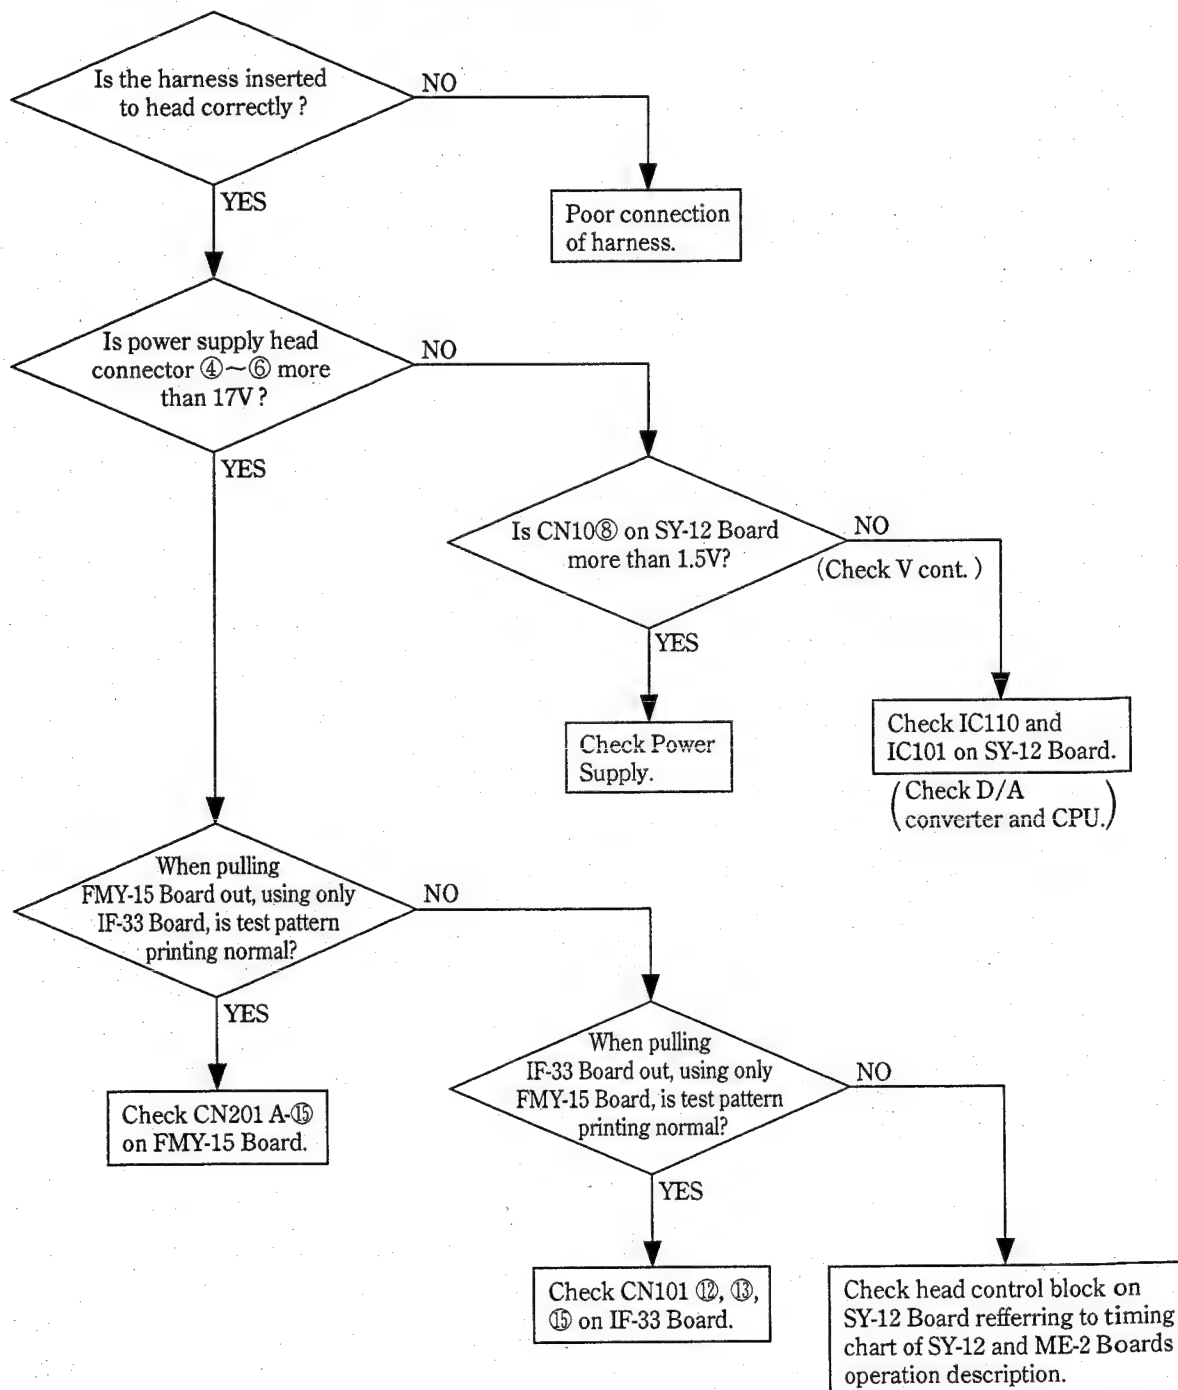 Is the harness inserted
to head correctly ?
NO
YES
Poor connection
of harness.
Is power supply head
connector ④~⑥ more
than 17V ?
NO
YES
Is CN10⑧ on SY-12 Board
more than 1.5V?
NO
(Check V cont. )
YES
Check Power
Supply.
Check IC110 and
IC101 on SY-12 Board.
(Check D/A
converter and CPU.)
When pulling
FMY-15 Board out, using only
IF-33 Board, is test pattern
printing normal?
NO
YES
Check CN201 A-⑮
on FMY-15 Board.
When pulling
IF-33 Board out, using only
FMY-15 Board, is test pattern
printing normal?
NO
YES
Check CN101 ⑫, ⑬,
⑮ on IF-33 Board.
Check head control block on
SY-12 Board refferring to timing
chart of SY-12 and ME-2 Boards
operation description.